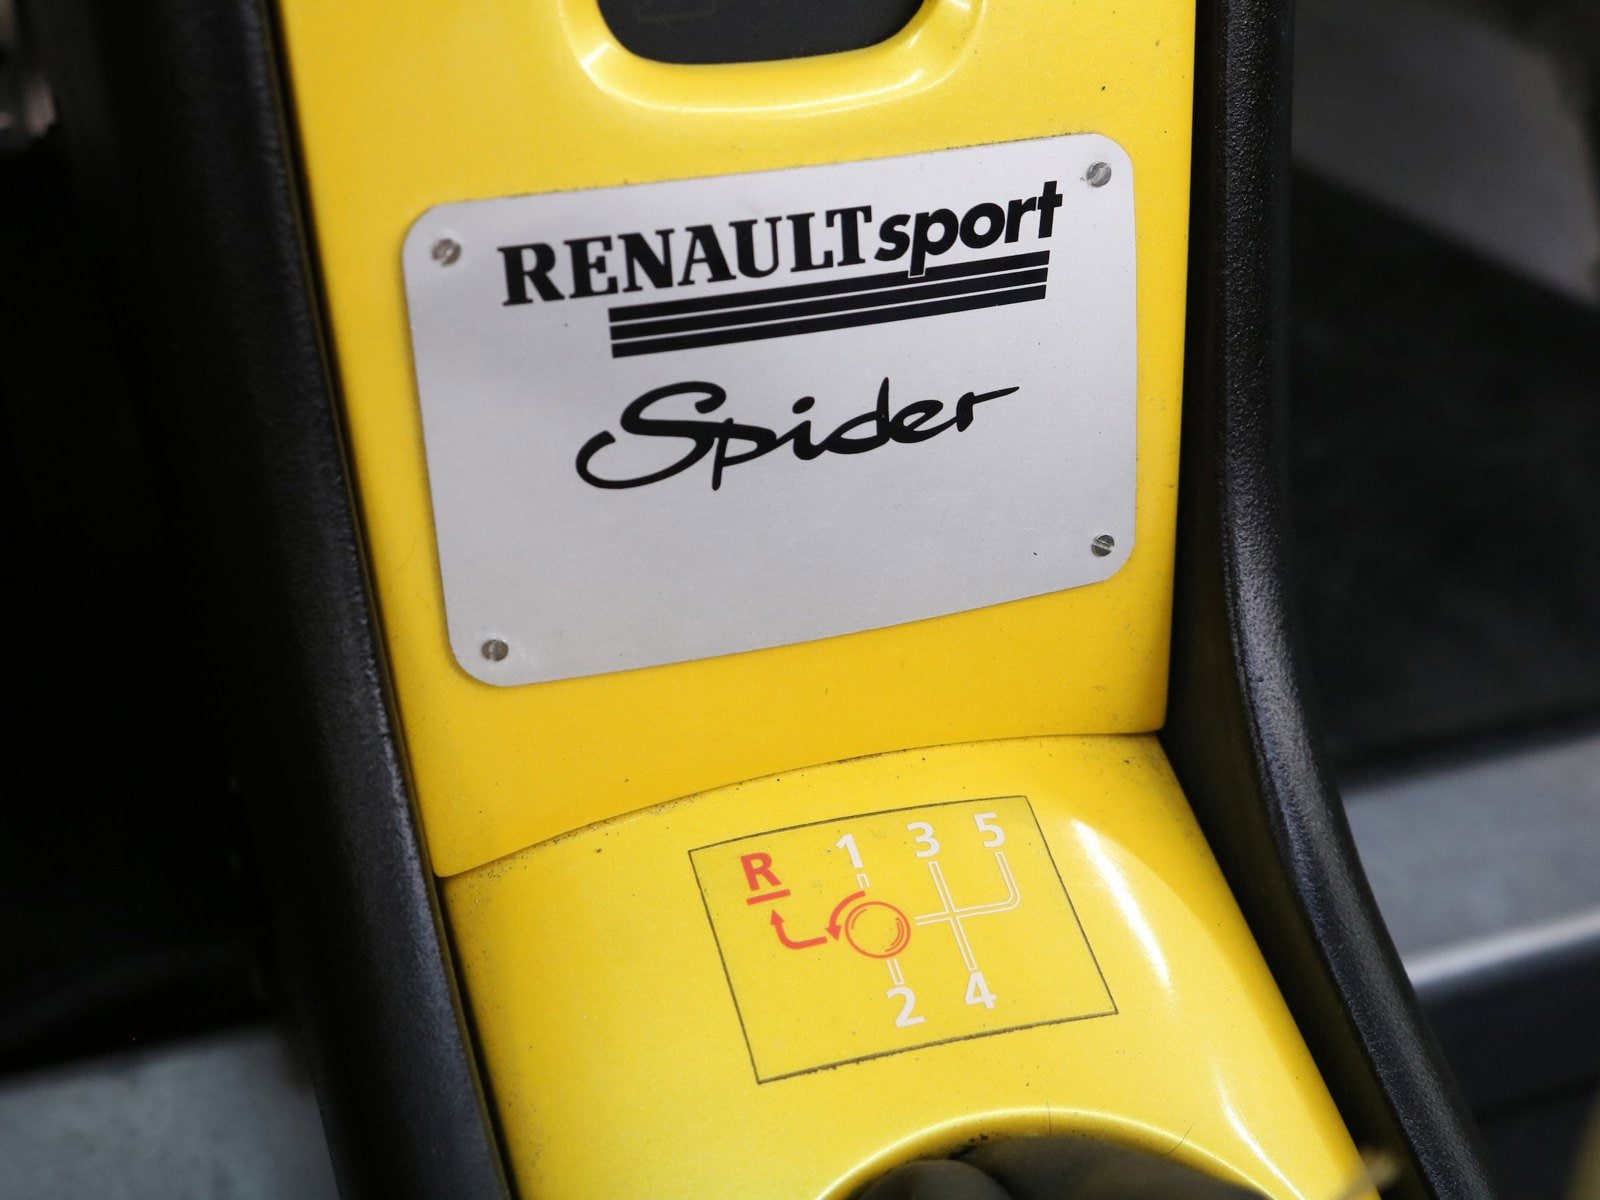 RENAULTsport
Spider
R 1 3 5
2 4